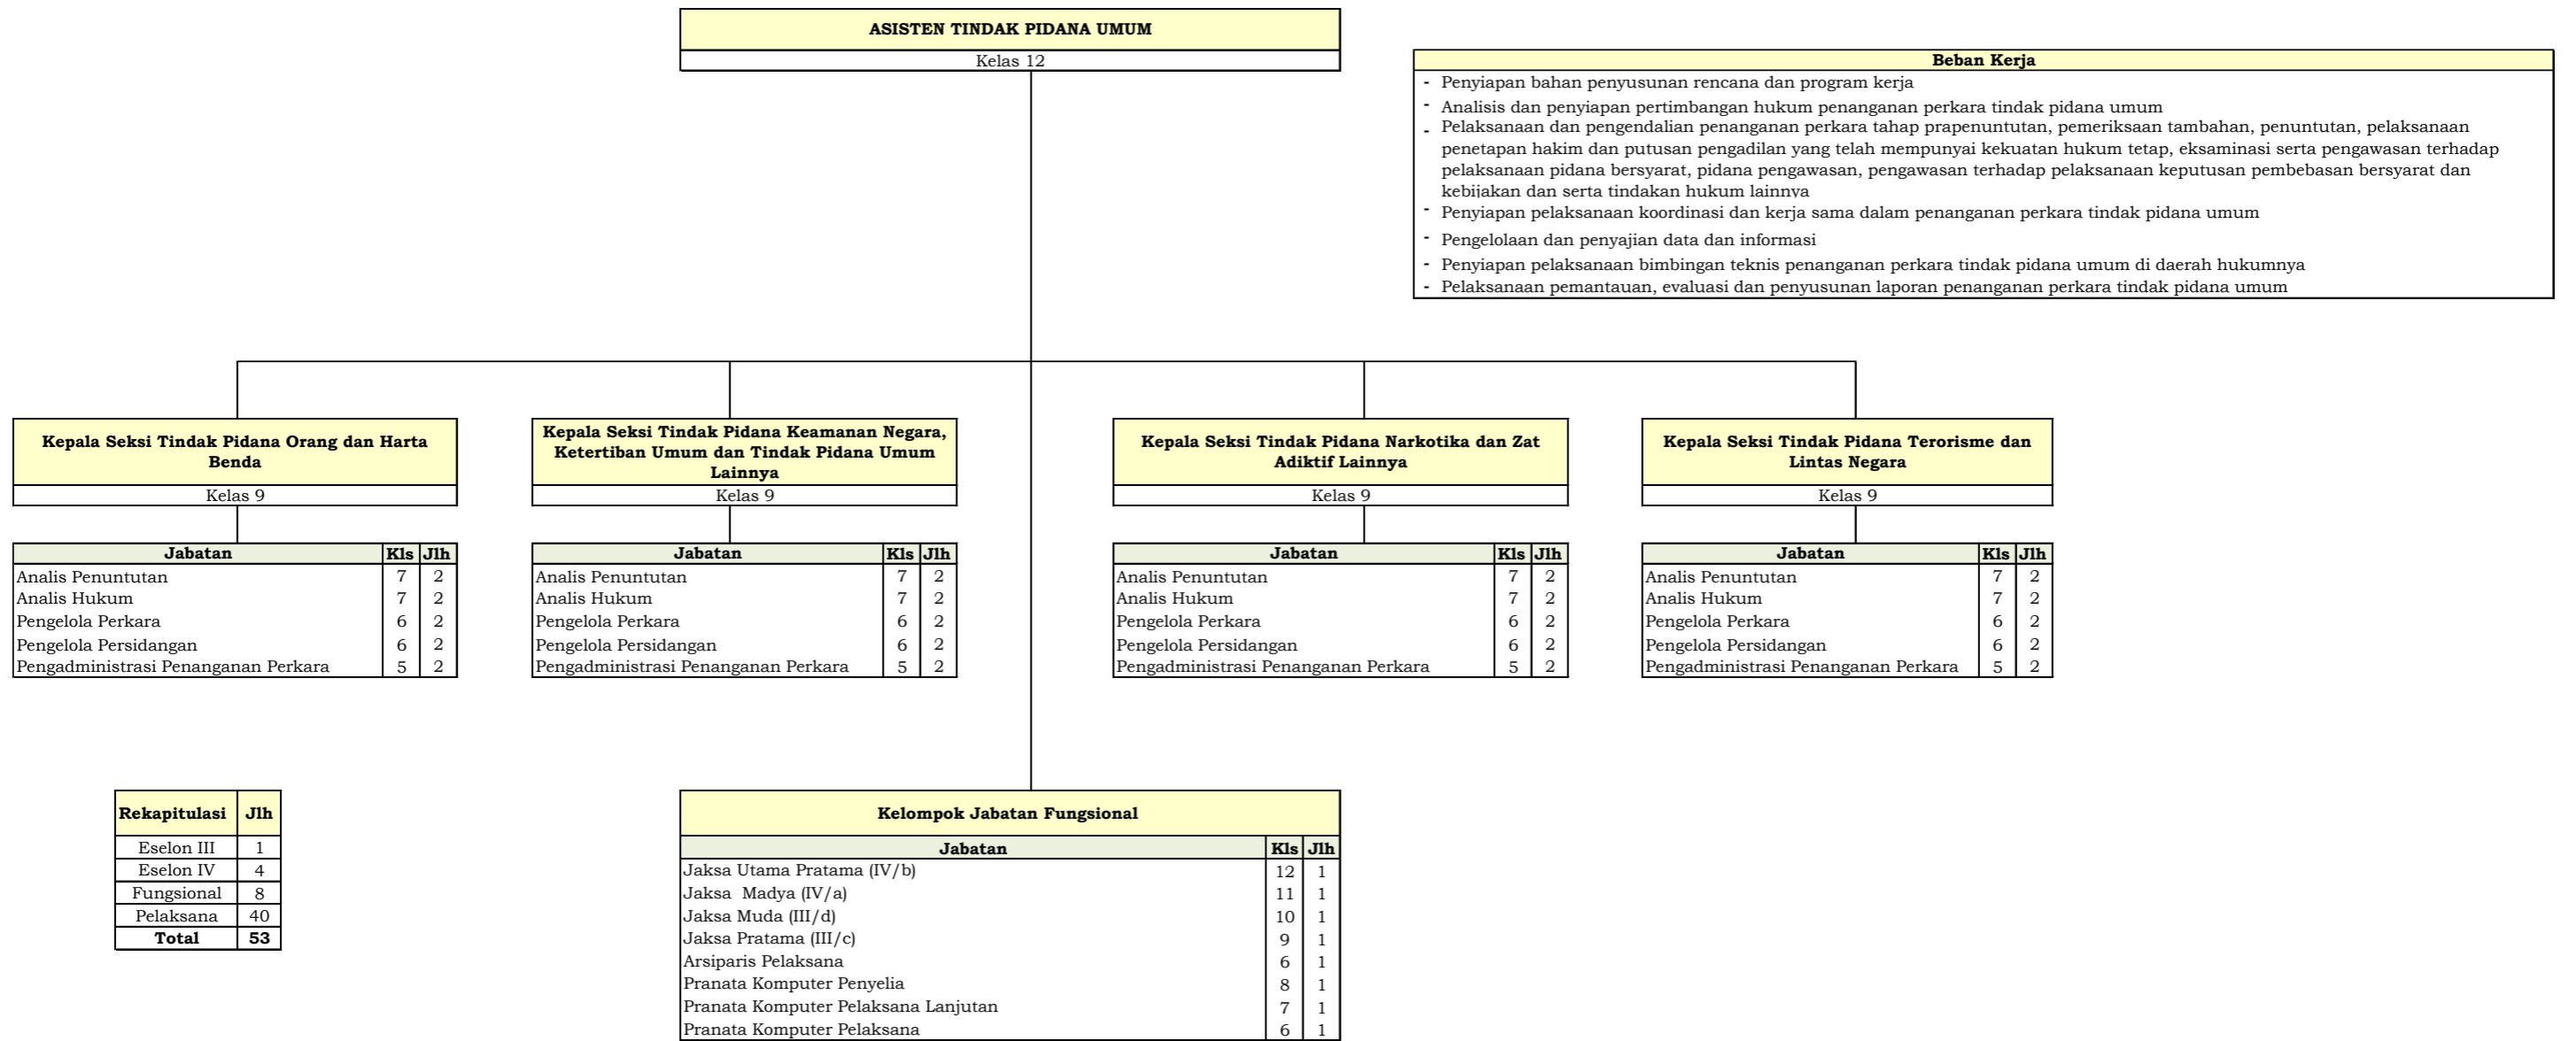 ASISTEN TINDAK PIDANA UMUM
Kelas 12
Beban Kerja
- Penyiapan bahan penyusunan rencana dan program kerja
- Analisis dan penyiapan pertimbangan hukum penanganan perkara tindak pidana umum
- Pelaksanaan dan pengendalian penanganan perkara tahap prapenuntutan, pemeriksaan tambahan, penuntutan, pelaksanaan
penetapan hakim dan putusan pengadilan yang telah mempunyai kekuatan hukum tetap, eksaminasi serta pengawasan terhadap
pelaksanaan pidana bersyarat, pidana pengawasan, pengawasan terhadap pelaksanaan keputusan pembebasan bersyarat dan
kebijakan dan serta tindakan hukum lainnya
- Penyiapan pelaksanaan koordinasi dan kerja sama dalam penanganan perkara tindak pidana umum
- Pengelolaan dan penyajian data dan informasi
- Penyiapan pelaksanaan bimbingan teknis penanganan perkara tindak pidana umum di daerah hukumnya
- Pelaksanaan pemantauan, evaluasi dan penyusunan laporan penanganan perkara tindak pidana umum
Kepala Seksi Tindak Pidana Orang dan Harta
Benda
Kelas 9
Jabatan Kls Jlh
Analis Penuntutan 7 2
Analis Hukum 7 2
Pengelola Perkara 6 2
Pengelola Persidangan 6 2
Pengadministrasi Penanganan Perkara 5 2
Kepala Seksi Tindak Pidana Keamanan Negara,
Ketertiban Umum dan Tindak Pidana Umum
Lainnya
Kelas 9
Jabatan Kls Jlh
Analis Penuntutan 7 2
Analis Hukum 7 2
Pengelola Perkara 6 2
Pengelola Persidangan 6 2
Pengadministrasi Penanganan Perkara 5 2
Kepala Seksi Tindak Pidana Narkotika dan Zat
Adiktif Lainnya
Kelas 9
Jabatan Kls Jlh
Analis Penuntutan 7 2
Analis Hukum 7 2
Pengelola Perkara 6 2
Pengelola Persidangan 6 2
Pengadministrasi Penanganan Perkara 5 2
Kepala Seksi Tindak Pidana Terorisme dan
Lintas Negara
Kelas 9
Jabatan Kls Jlh
Analis Penuntutan 7 2
Analis Hukum 7 2
Pengelola Perkara 6 2
Pengelola Persidangan 6 2
Pengadministrasi Penanganan Perkara 5 2
Rekapitulasi Jlh
Eselon III 1
Eselon IV 4
Fungsional 8
Pelaksana 40
Total 53
Kelompok Jabatan Fungsional
Jabatan Kls Jlh
Jaksa Utama Pratama (IV/b) 12 1
Jaksa Madya (IV/a) 11 1
Jaksa Muda (III/d) 10 1
Jaksa Pratama (III/c) 9 1
Arsiparis Pelaksana 6 1
Pranata Komputer Penyelia 8 1
Pranata Komputer Pelaksana Lanjutan 7 1
Pranata Komputer Pelaksana 6 1